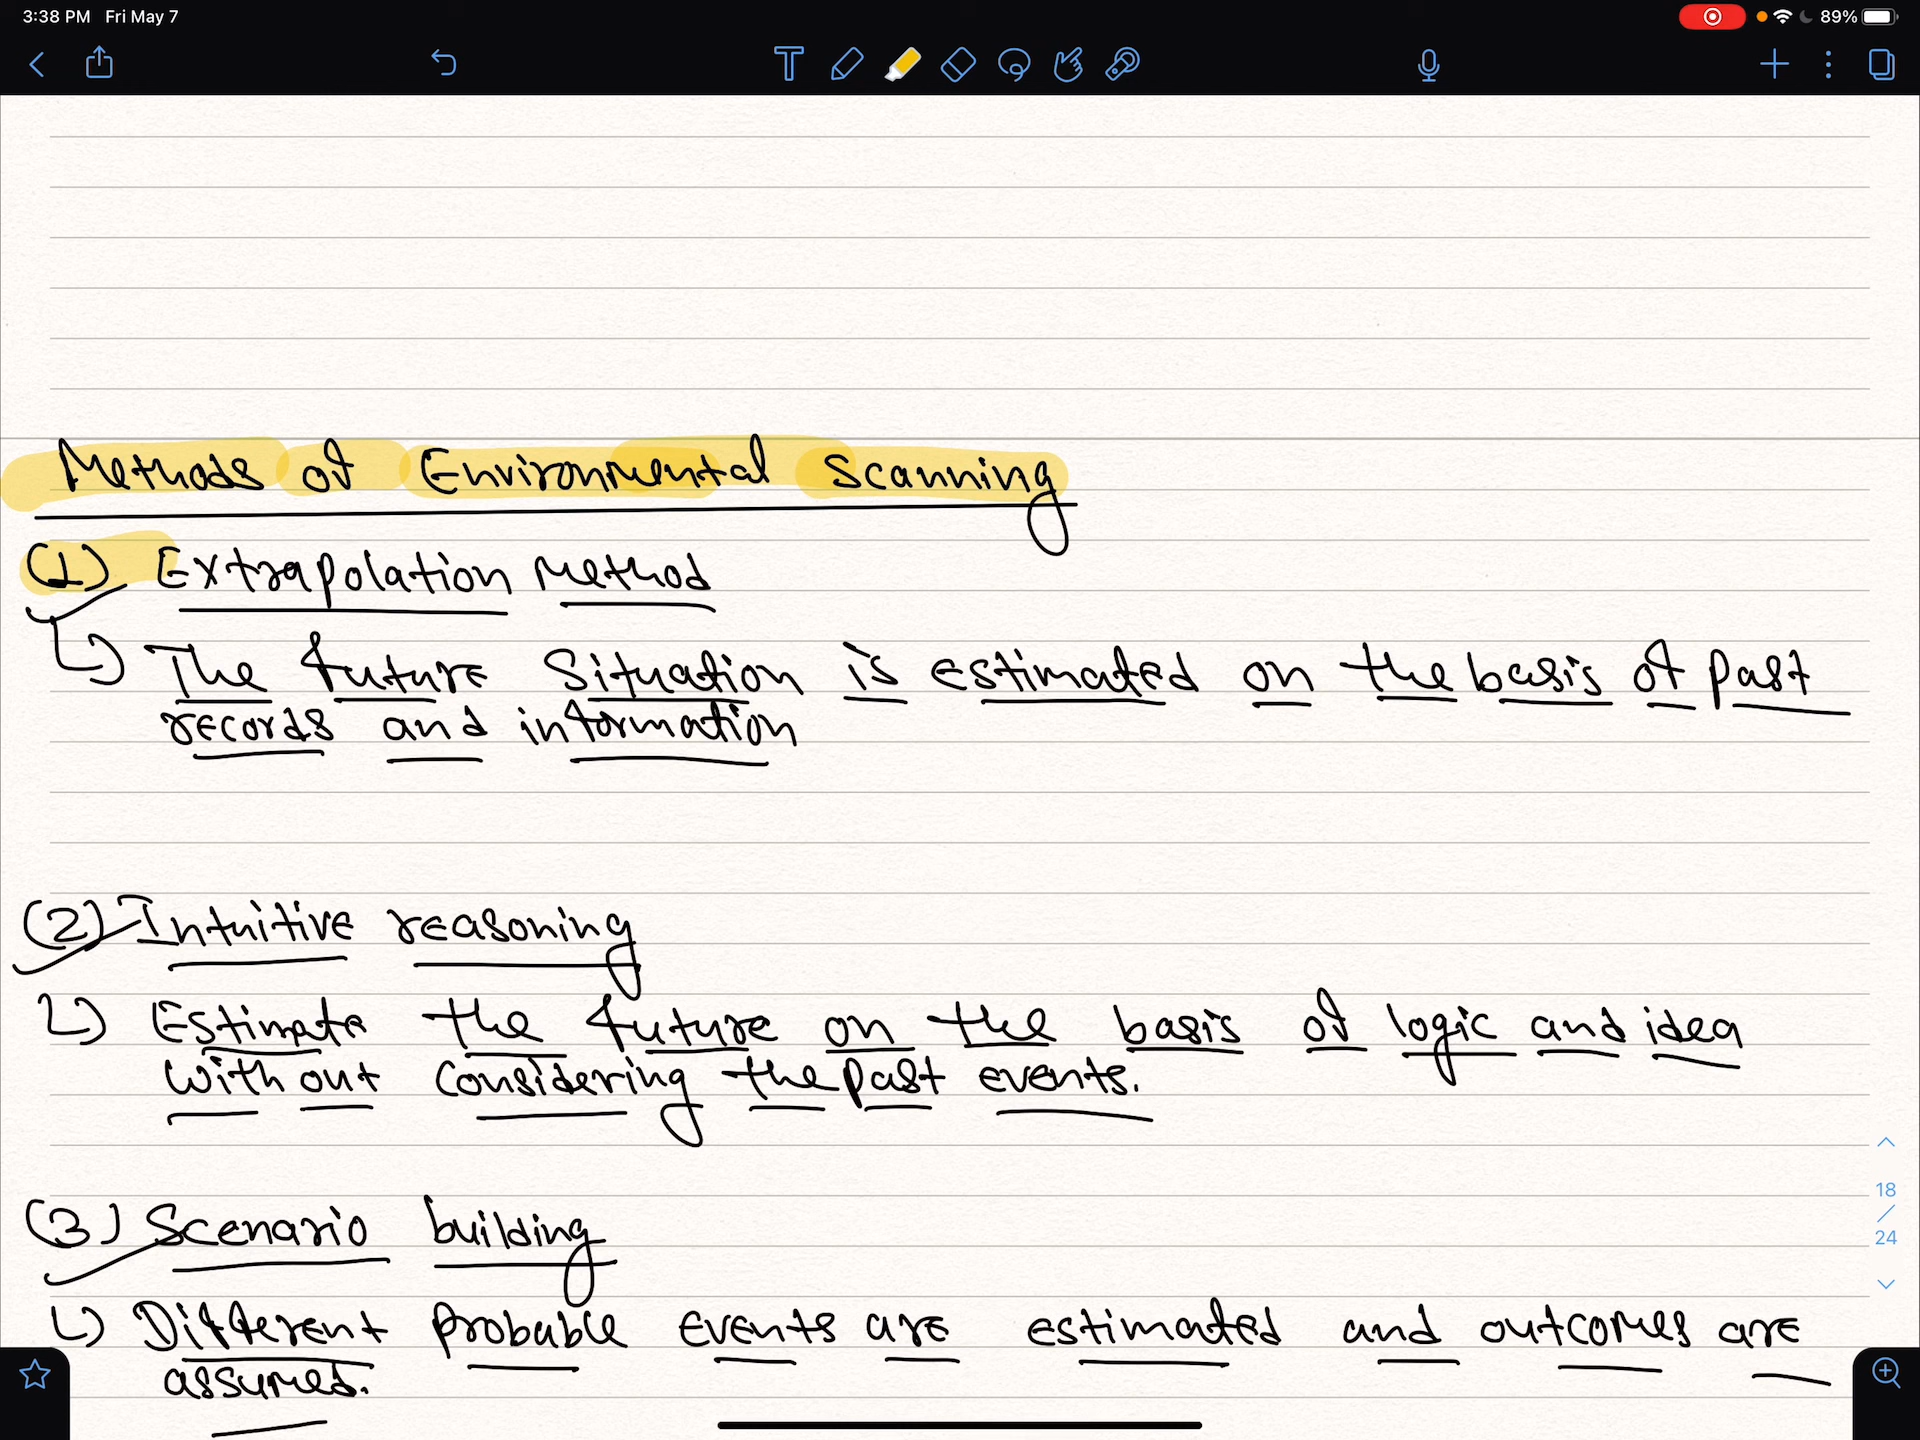 3:38 PM Fri May 7
89%
Methods of Environmental Scanning
(1) Extrapolation Method
The future Situation is estimated on the basis of past
records and information
(2) Intuitive reasoning
Estimate the future on the basis of logic and idea
with out considering the past events.
(3) Scenario building
18
/
24
Different probable events are estimated and outcomes are
assumed.